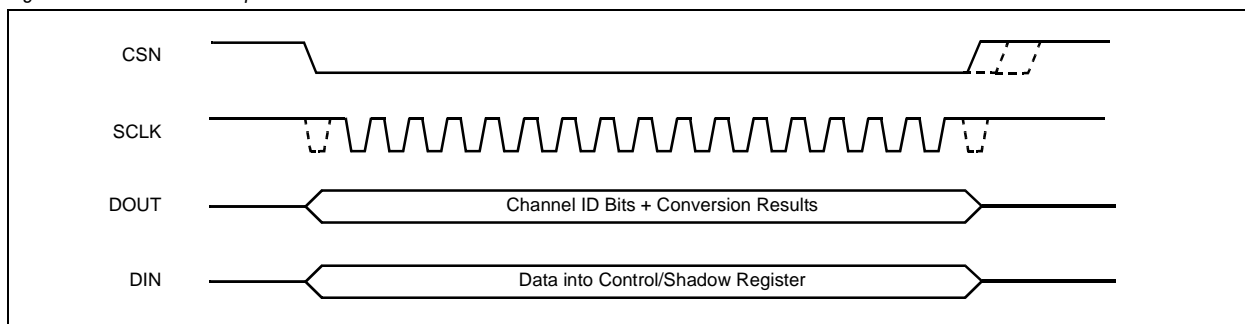 CSN
SCLK
DOUT
Channel ID Bits + Conversion Results
DIN
Data into Control/Shadow Register